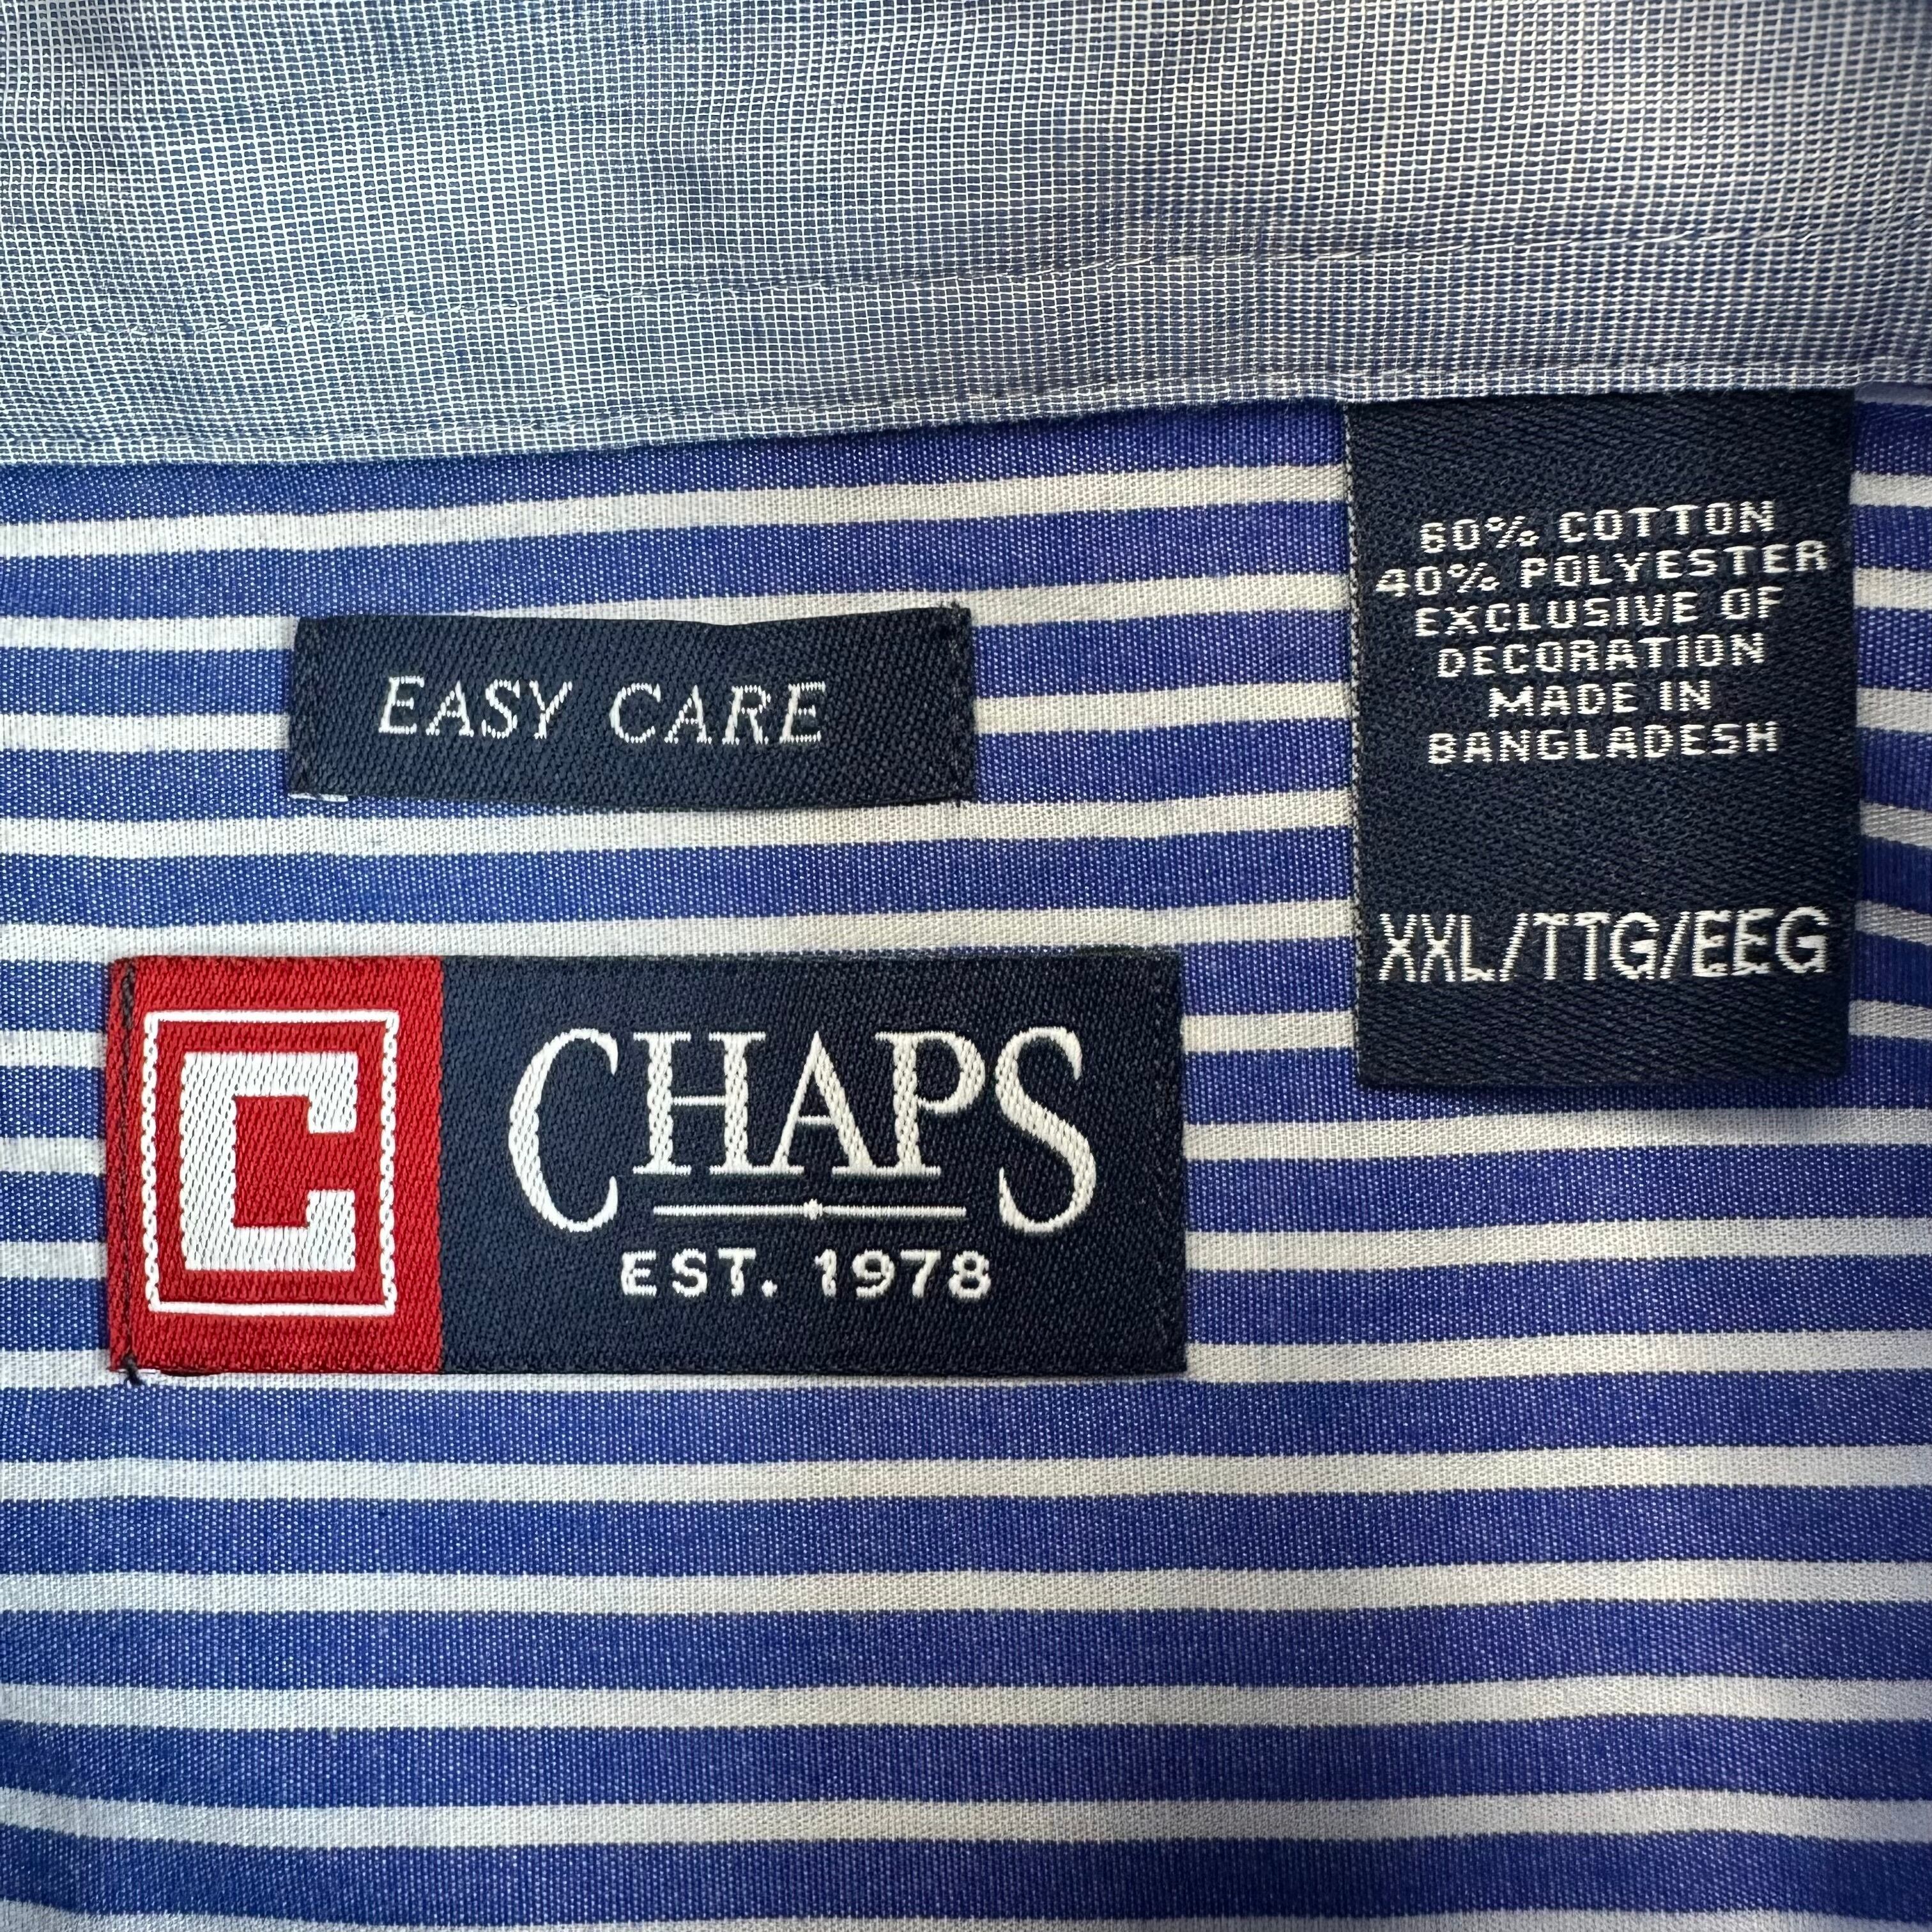 60% COTTON
40% POLYESTER
EXCLUSIVE OF
DECORATION
MADE IN
BANGLADESH
XXL/TTG/EEG
EASY CARE
C
CHAPS
EST. 1978